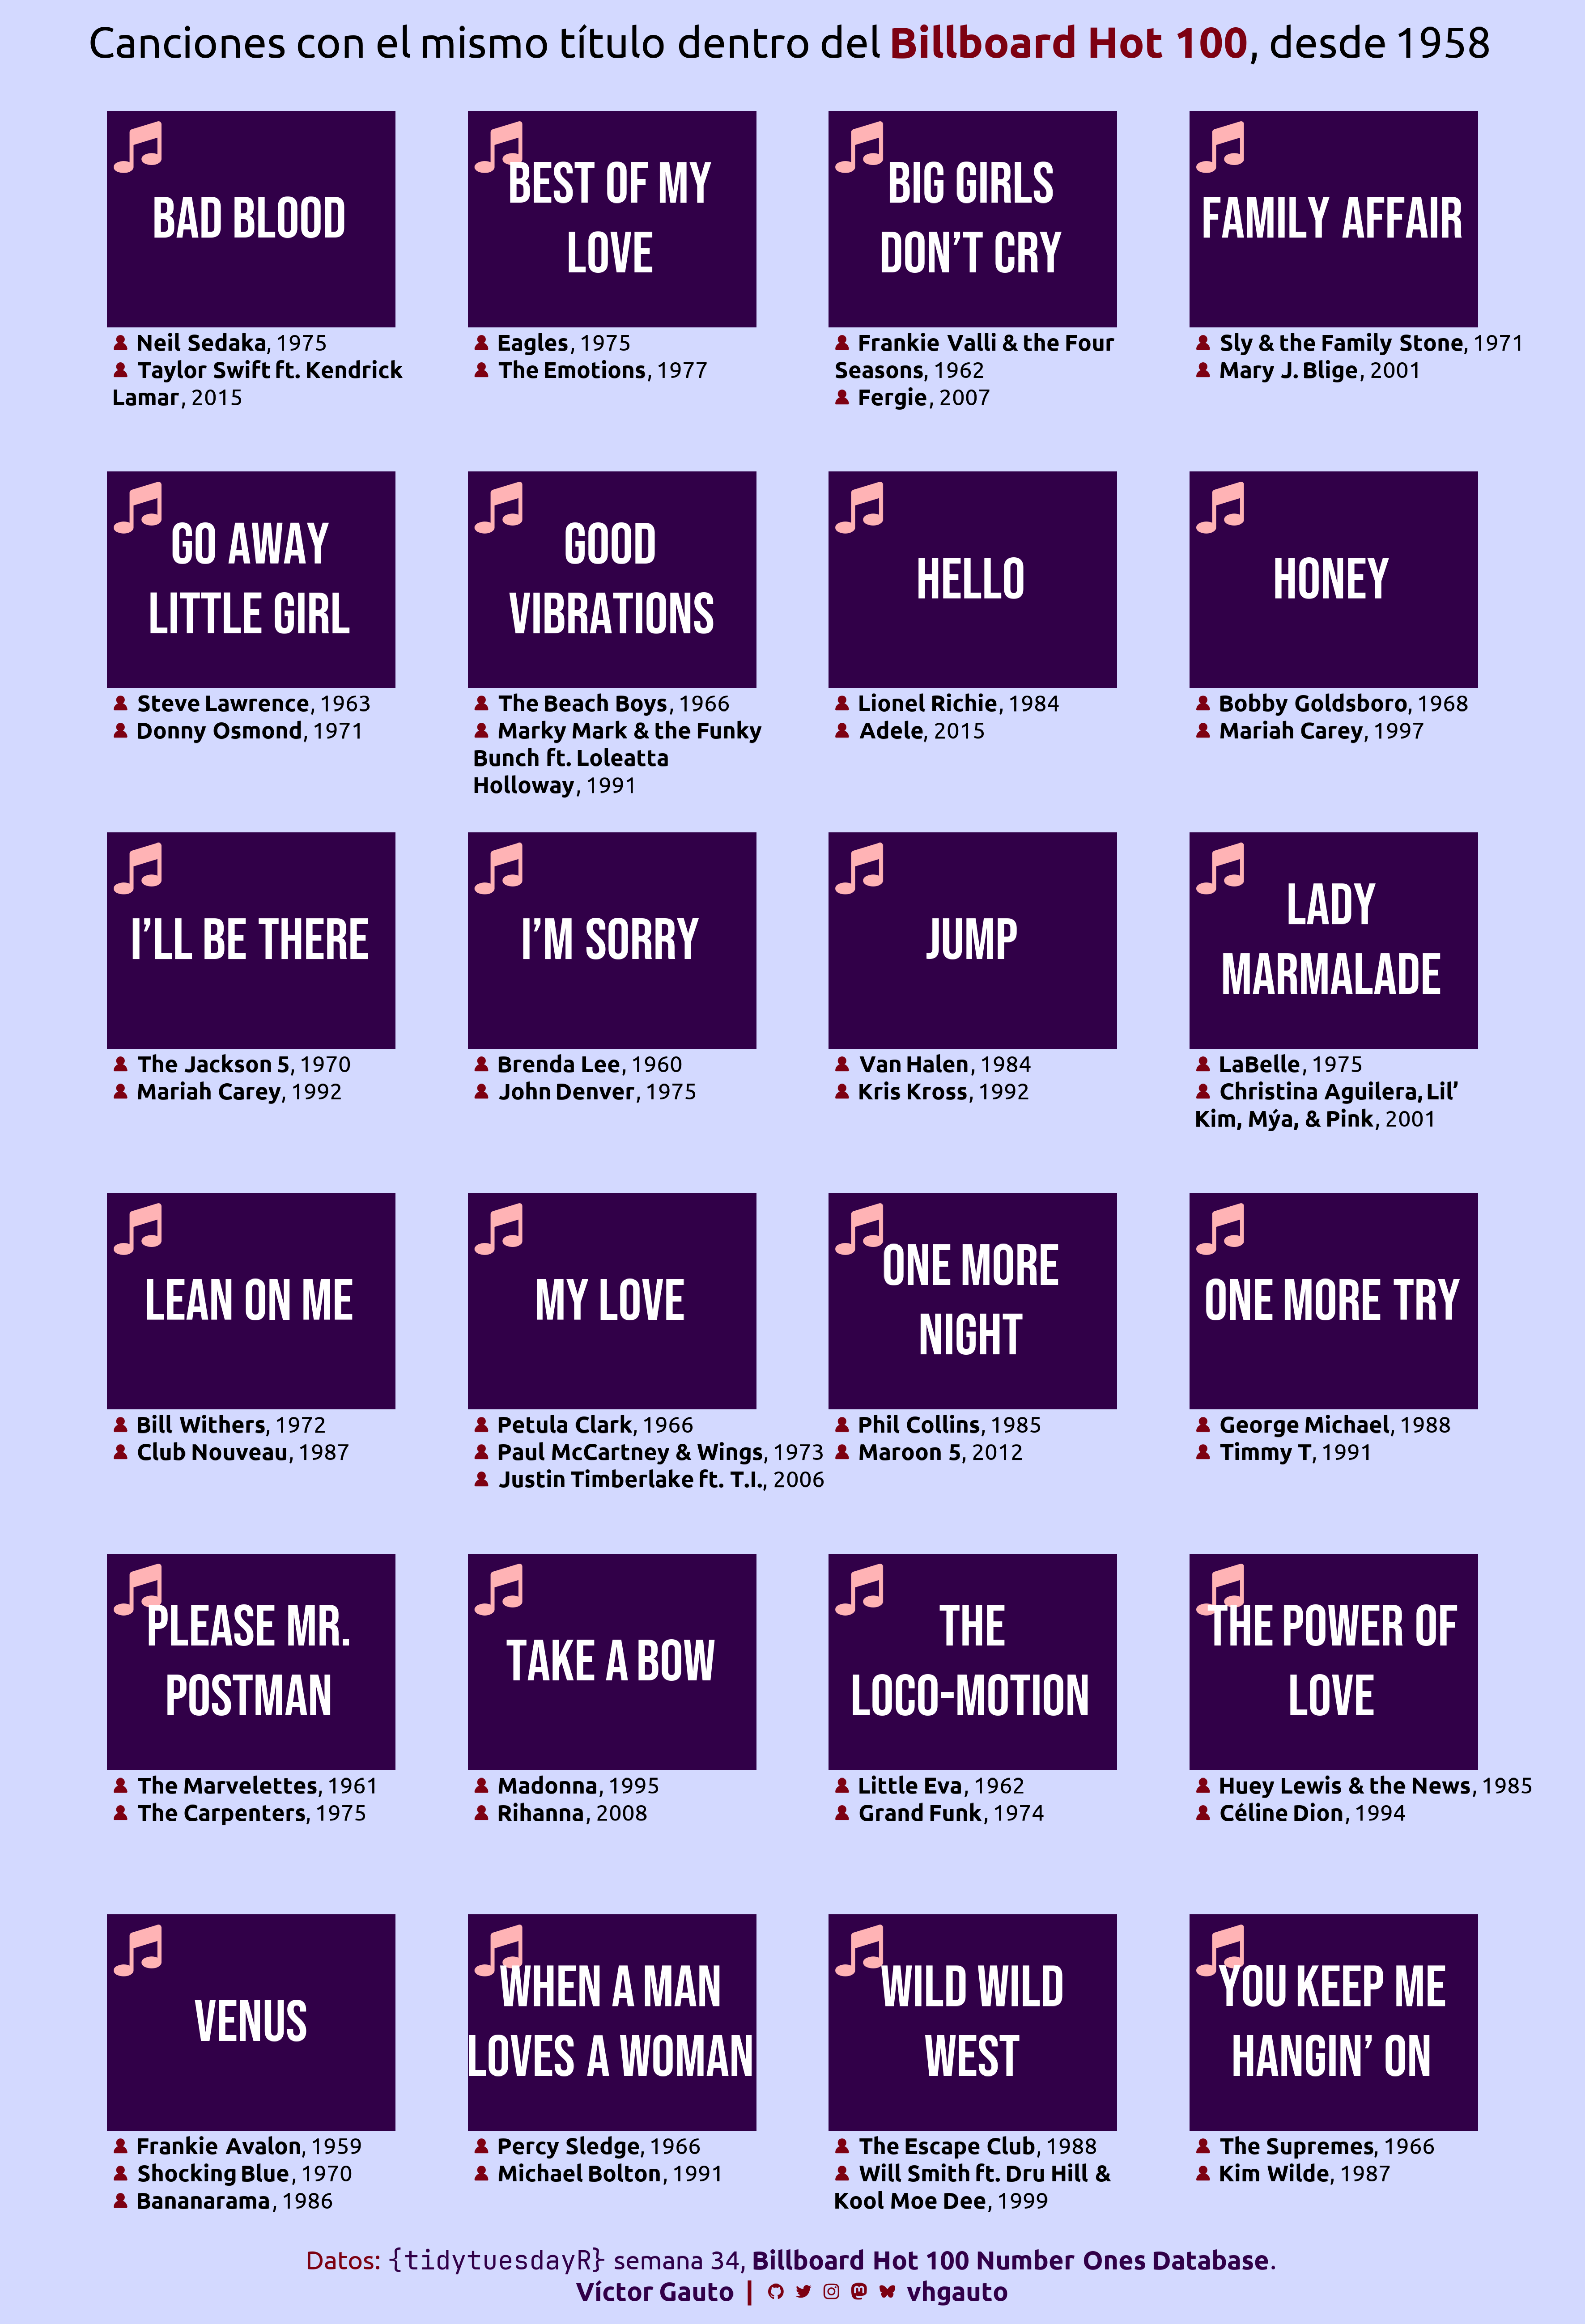 Canciones con el mismo título dentro del Billboard Hot 100, desde 1958
BAD BLOOD
Neil Sedaka, 1975
Taylor Swift ft. Kendrick
Lamar, 2015
BEST OF MY
LOVE
Eagles, 1975
The Emotions, 1977
BIG GIRLS
DON’T CRY
Frankie Valli & the Four
Seasons, 1962
Fergie, 2007
FAMILY AFFAIR
Sly & the Family Stone, 1971
Mary J. Blige, 2001
GO AWAY
LITTLE GIRL
Steve Lawrence, 1963
Donny Osmond, 1971
GOOD
VIBRATIONS
The Beach Boys, 1966
Marky Mark & the Funky
Bunch ft. Loleatta
Holloway, 1991
HELLO
Lionel Richie, 1984
Adele, 2015
HONEY
Bobby Goldsboro, 1968
Mariah Carey, 1997
I’LL BE THERE
The Jackson 5, 1970
Mariah Carey, 1992
I’M SORRY
Brenda Lee, 1960
John Denver, 1975
JUMP
Van Halen, 1984
Kris Kross, 1992
LADY
MARMALADE
LaBelle, 1975
Christina Aguilera, Lil’
Kim, Mýa, & Pink, 2001
LEAN ON ME
Bill Withers, 1972
Club Nouveau, 1987
MY LOVE
Petula Clark, 1966
Paul McCartney & Wings, 1973
Justin Timberlake ft. T.I., 2006
ONE MORE
NIGHT
Phil Collins, 1985
Maroon 5, 2012
ONE MORE TRY
George Michael, 1988
Timmy T, 1991
PLEASE MR.
POSTMAN
The Marvelettes, 1961
The Carpenters, 1975
TAKE A BOW
Madonna, 1995
Rihanna, 2008
THE
LOCO-MOTION
Little Eva, 1962
Grand Funk, 1974
THE POWER OF
LOVE
Huey Lewis & the News, 1985
Céline Dion, 1994
VENUS
Frankie Avalon, 1959
Shocking Blue, 1970
Bananarama, 1986
WHEN A MAN
LOVES A WOMAN
Percy Sledge, 1966
Michael Bolton, 1991
WILD WILD
WEST
The Escape Club, 1988
Will Smith ft. Dru Hill &
Kool Moe Dee, 1999
YOU KEEP ME
HANGIN’ ON
The Supremes, 1966
Kim Wilde, 1987
Datos: {tidytuesdayR} semana 34, Billboard Hot 100 Number Ones Database.
Víctor Gauto | vhgauto